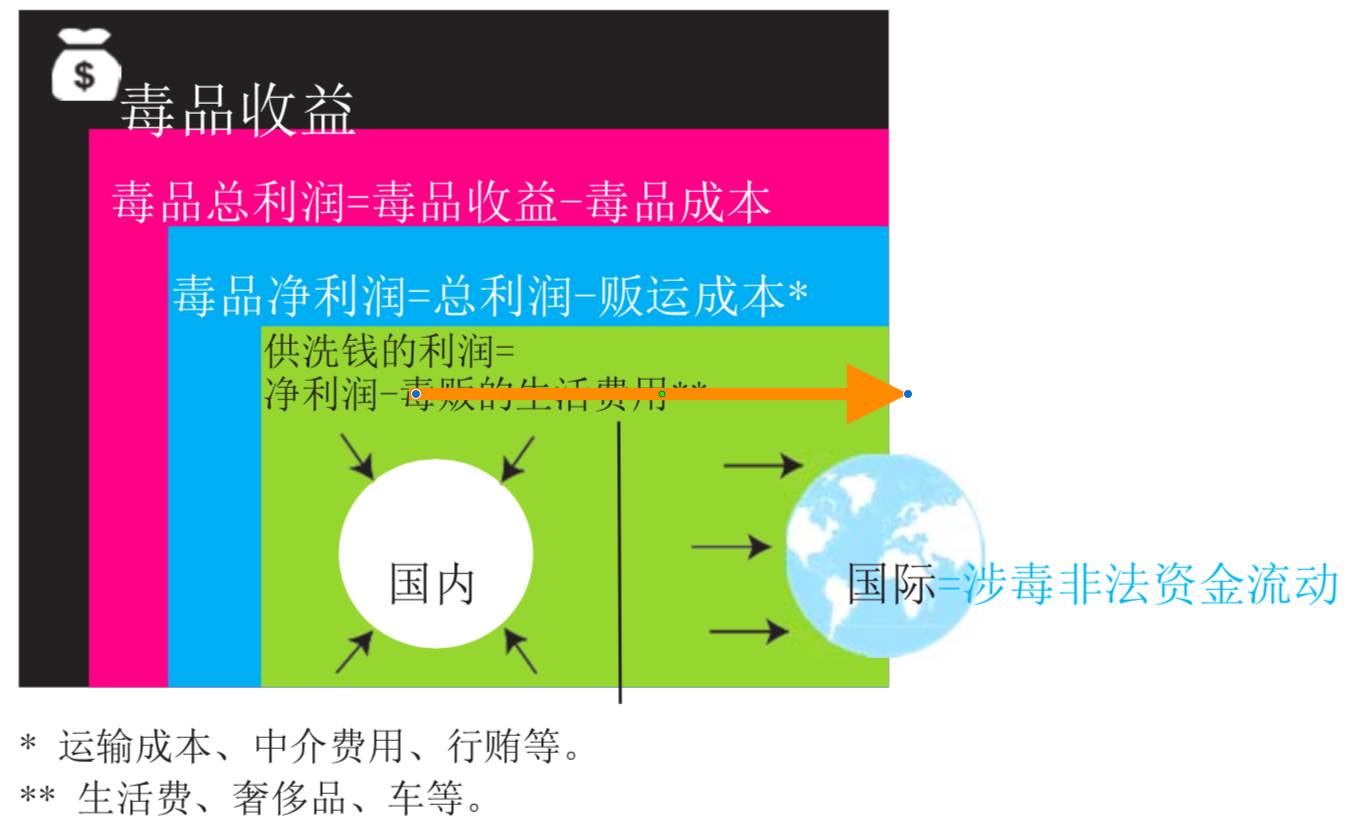 $
毒品收益
毒品总利润=毒品收益-毒品成本
毒品净利润=总利润-贩运成本*
供洗钱的利润=
净利润-毒贩的生活费用**
国内
国际=涉毒非法资金流动
* 运输成本、中介费用、行贿等。
** 生活费、奢侈品、车等。